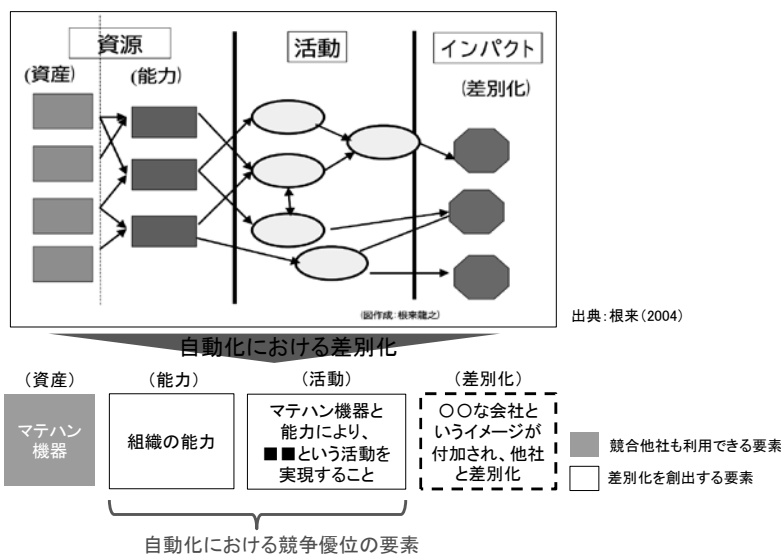 資源
活動
インパクト
(資産)
(能力)
(差別化)
(図作成:根来龍之)
出典:根来(2004)
自動化における差別化
(資産)
(能力)
(活動)
(差別化)
マテハン
機器
組織の能力
マテハン機器と
能力により、
■■という活動を
実現すること
○○な会社と
いうイメージが
付加され、他社
と差別化
競合他社も利用できる要素
差別化を創出する要素
自動化における競争優位の要素